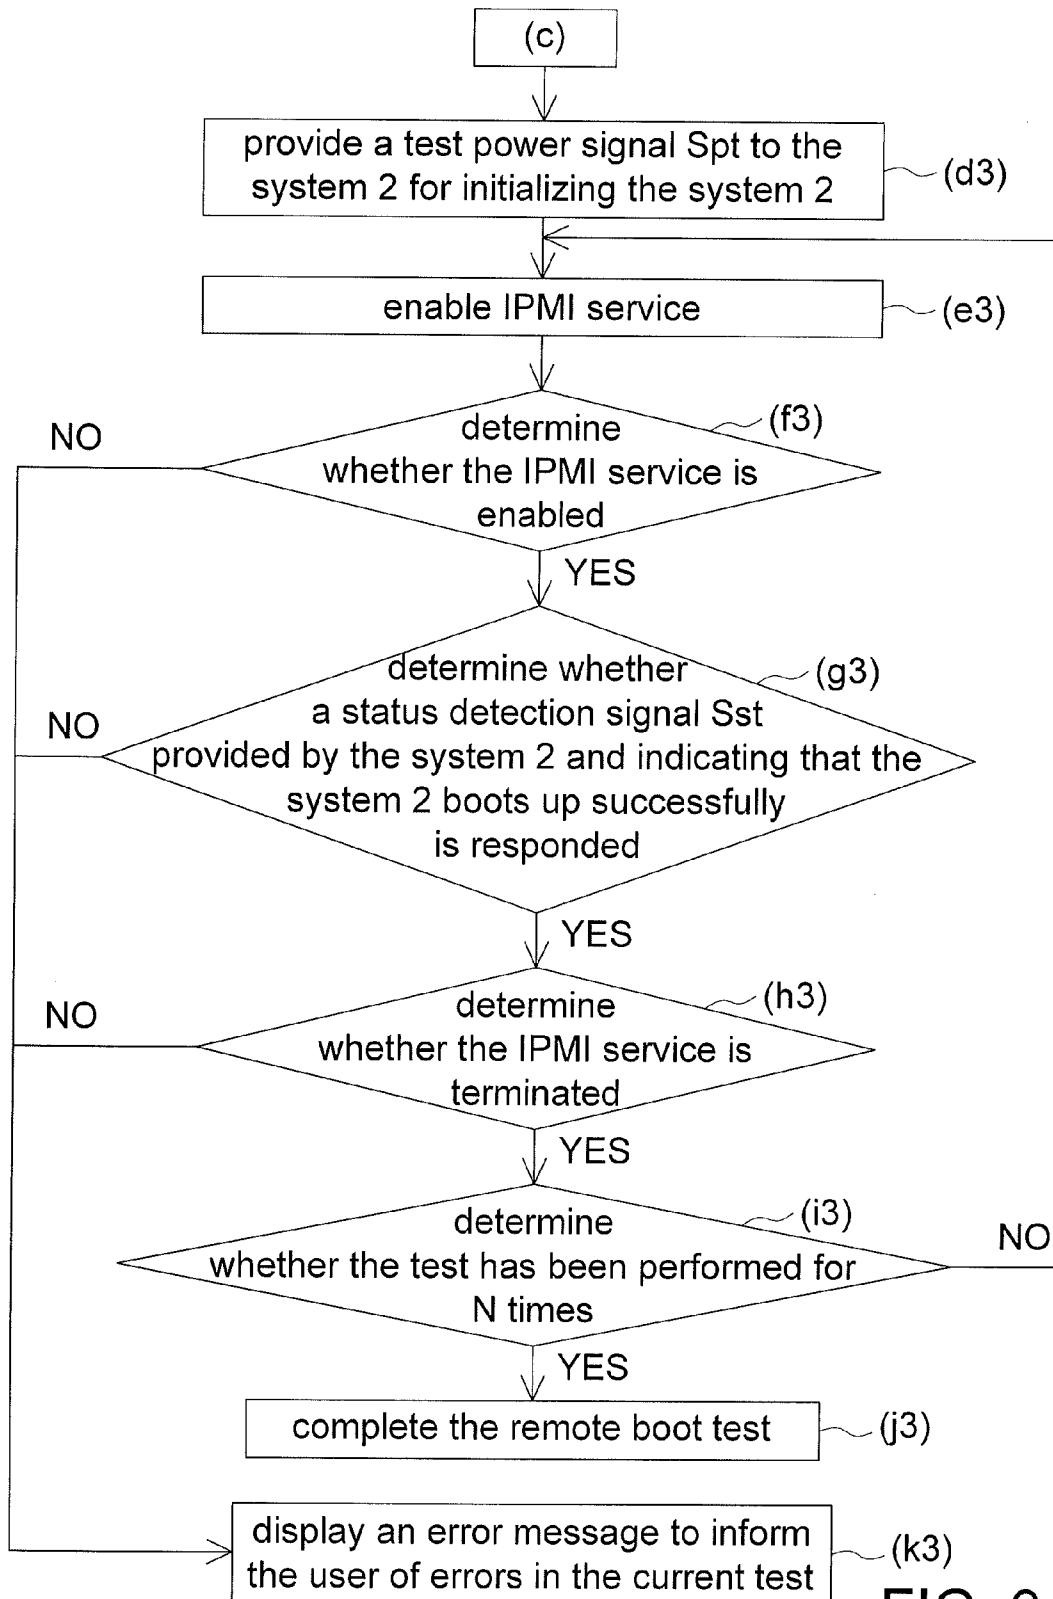 (c)
provide a test power signal Spt to the
system 2 for initializing the system 2
(d3)
enable IPMI service
(e3)
determine
whether the IPMI service is
enabled
(f3)
NO
YES
determine whether
a status detection signal Sst
provided by the system 2 and indicating that the
system 2 boots up successfully
is responded
(g3)
NO
YES
determine
whether the IPMI service is
terminated
(h3)
NO
YES
determine
whether the test has been performed for
N times
(i3)
NO
YES
complete the remote boot test
(j3)
display an error message to inform
the user of errors in the current test
(k3)